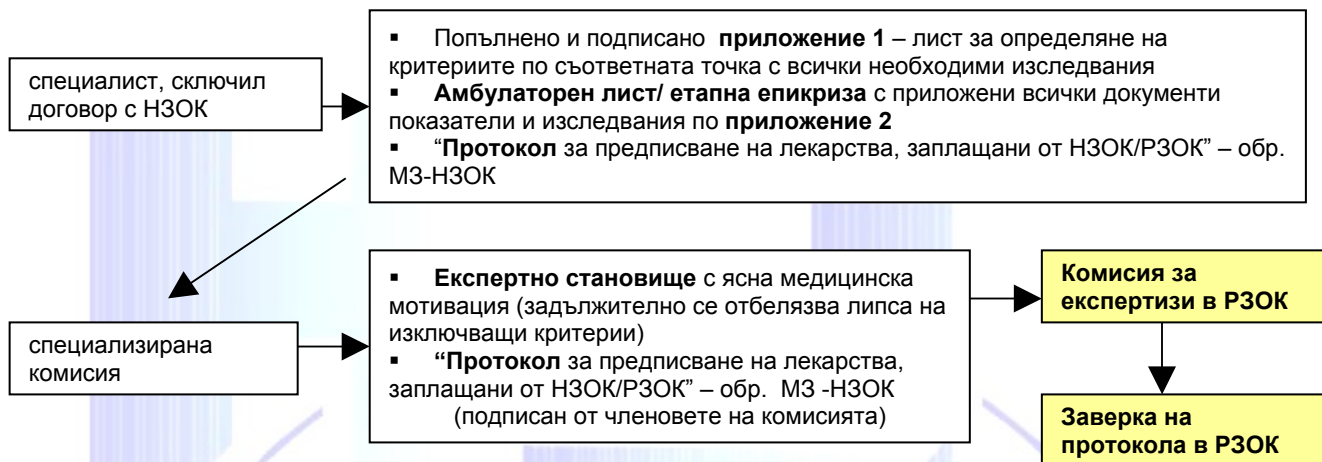 специалист, сключил
договор с НЗОК
▪ Попълнено и подписано приложение 1 – лист за определяне на
критериите по съответната точка с всички необходими изследвания
▪ Амбулаторен лист/ етапна епикриза с приложени всички документи
показатели и изследвания по приложение 2
▪ “Протокол за предписване на лекарства, заплащани от НЗОК/РЗОК” – обр.
МЗ-НЗОК
специализирана
комисия
▪ Експертно становище с ясна медицинска
мотивация (задължително се отбелязва липса на
изключващи критерии)
▪ “Протокол за предписване на лекарства,
заплащани от НЗОК/РЗОК” – обр. МЗ -НЗОК
(подписан от членовете на комисията)
Комисия за
експертизи в РЗОК
Заверка на
протокола в РЗОК